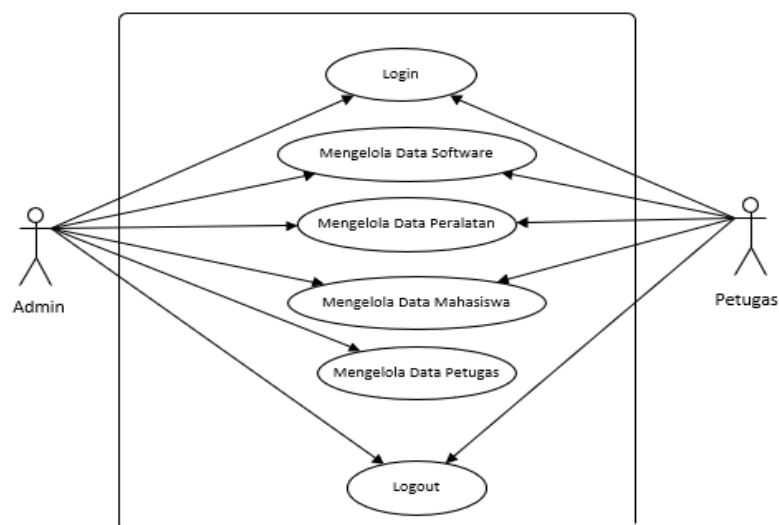 Login
Mengelola Data Software
Mengelola Data Peralatan
Mengelola Data Mahasiswa
Mengelola Data Petugas
Logout
Admin
Petugas